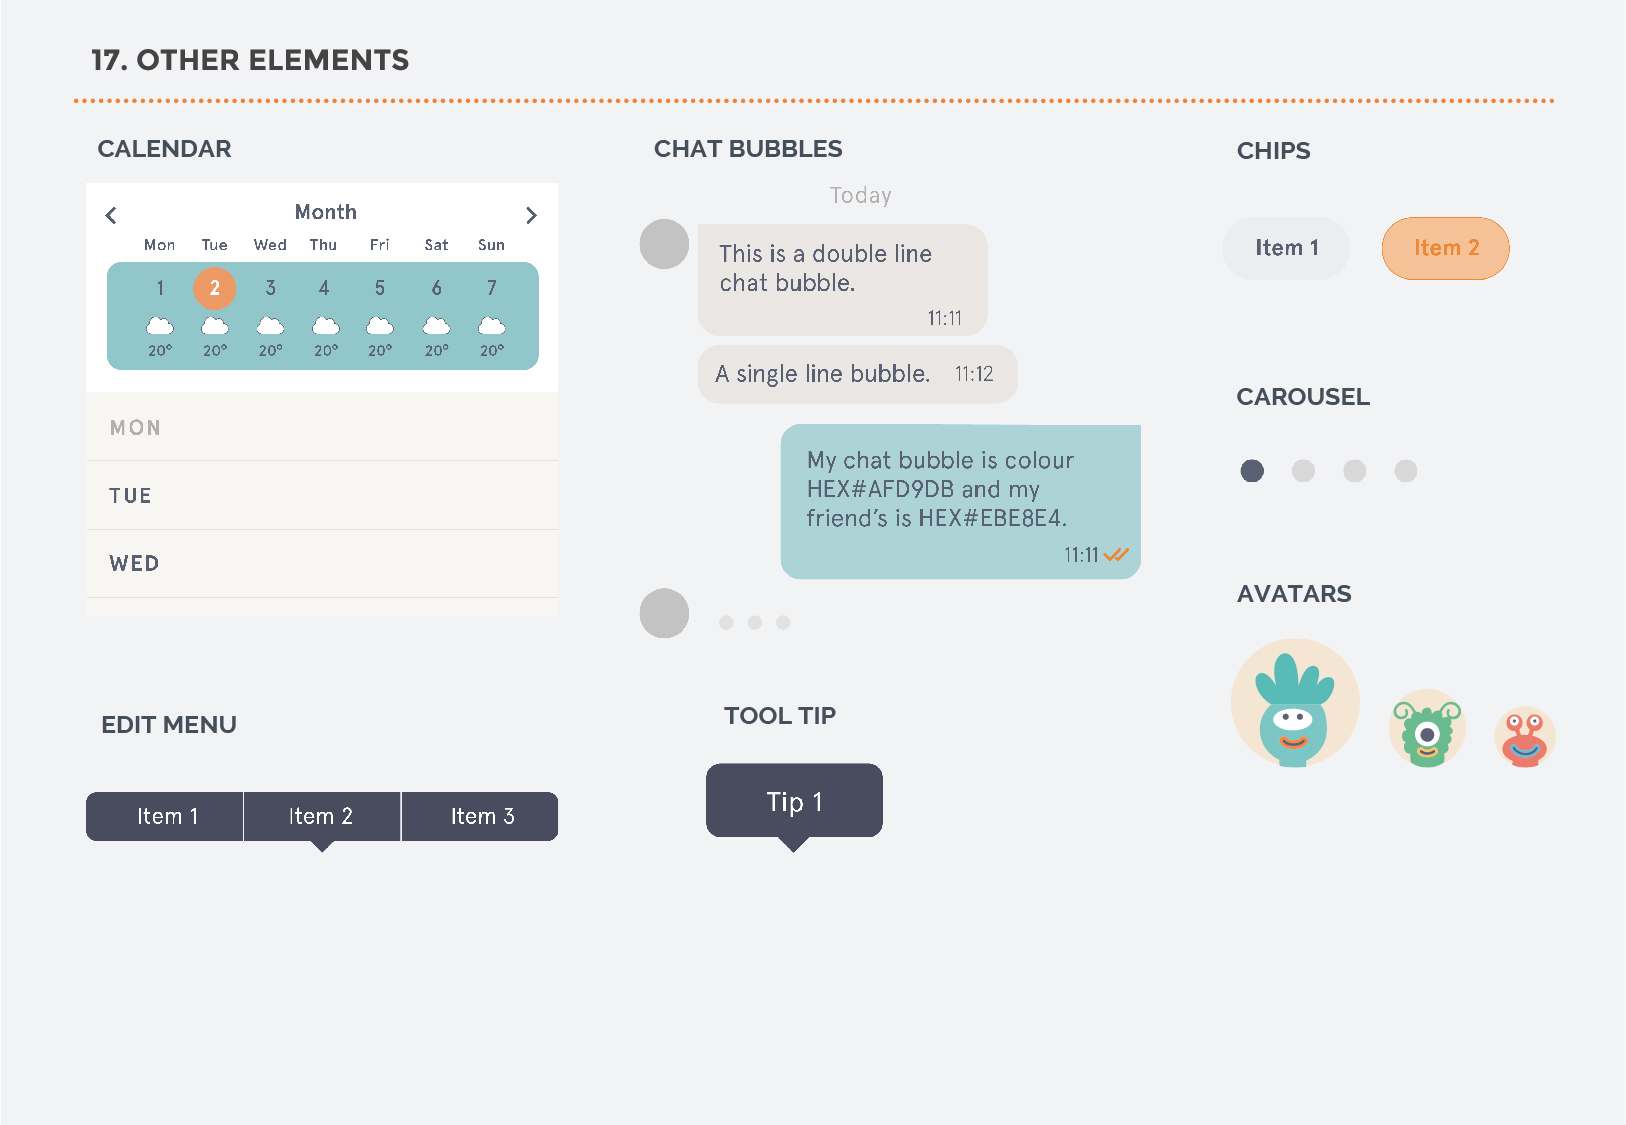 17. OTHER ELEMENTS
CALENDAR
Month
Mon Tue Wed Thu Fri Sat Sun
1 2 3 4 5 6 7
20° 20° 20° 20° 20° 20° 20°
MON
TUE
WED
EDIT MENU
Item 1 Item 2 Item 3
CHAT BUBBLES
Today
This is a double line
chat bubble.
11:11
A single line bubble. 11:12
My chat bubble is colour
HEX#AFD9DB and my
friend's is HEX#EBE8E4.
11:11
TOOL TIP
Tip 1
CHIPS
Item 1 Item 2
CAROUSEL
AVATARS